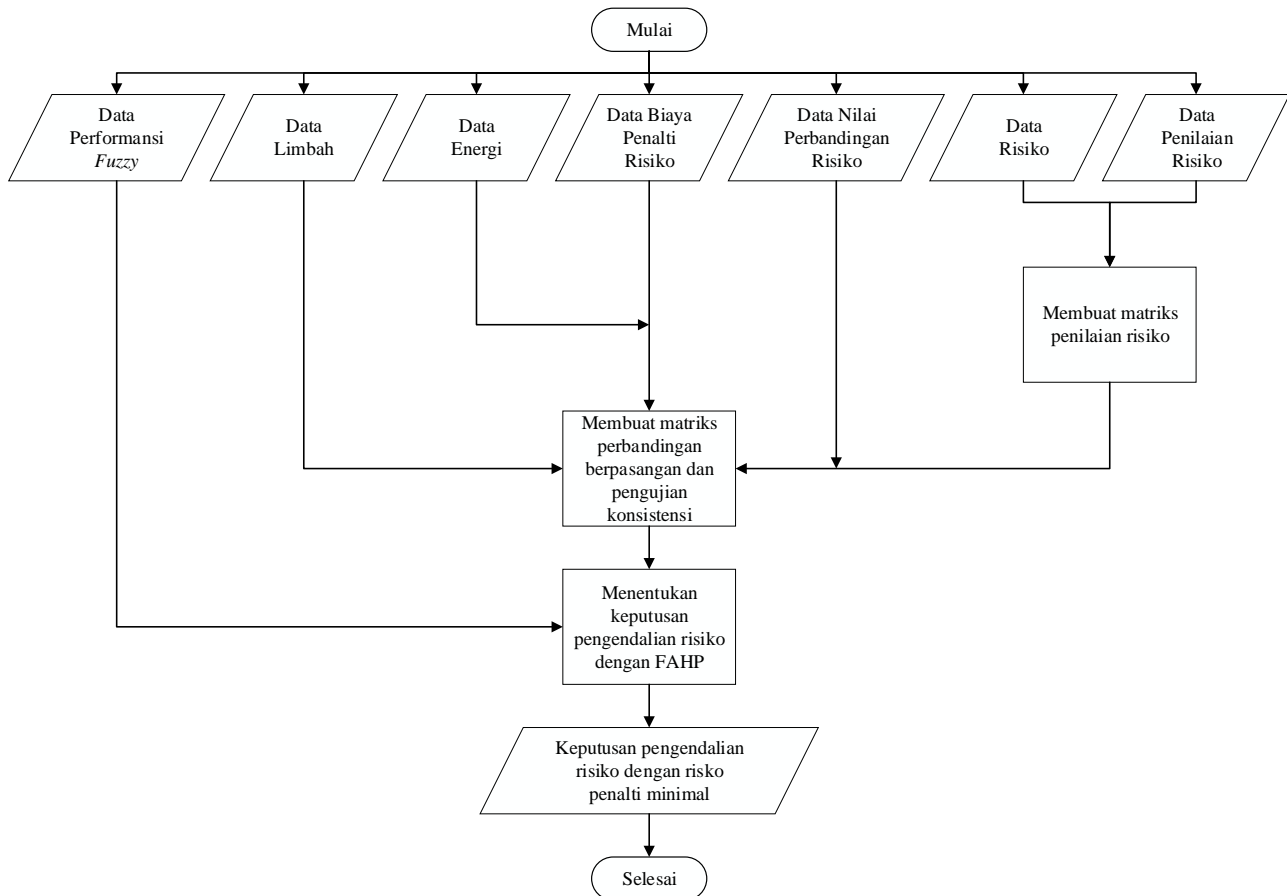 Mulai
Data
Performansi
Fuzzy
Data
Limbah
Data
Energi
Data Biaya
Penalti
Risiko
Data Nilai
Perbandingan
Risiko
Data
Risiko
Data
Penilaian
Risiko
Membuat matriks
penilaian risiko
Membuat matriks
perbandingan
berpasangan dan
pengujian
konsistensi
Menentukan
keputusan
pengendalian risiko
dengan FAHP
Keputusan pengendalian
risiko dengan risko
penalti minimal
Selesai